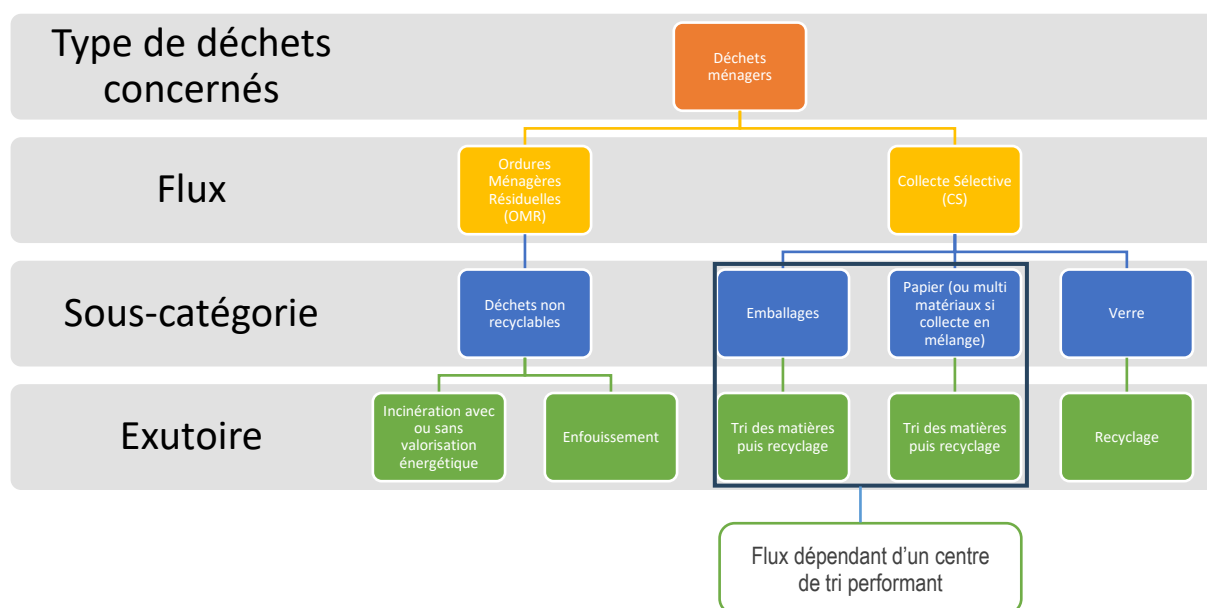 Type de déchets
concernés
Déchets
ménagers
Flux
Ordures
Ménagères
Résiduelles
(OMR)
Collecte Sélective
(CS)
Sous-catégorie
Déchets non
recyclables
Emballages
Papier (ou multi
matériaux si
collecte en
mélange)
Verre
Exutoire
Incinération avec
ou sans
valorisation
énergétique
Enfouissement
Tri des matières
puis recyclage
Tri des matières
puis recyclage
Recyclage
Flux dépendant d’un centre
de tri performant